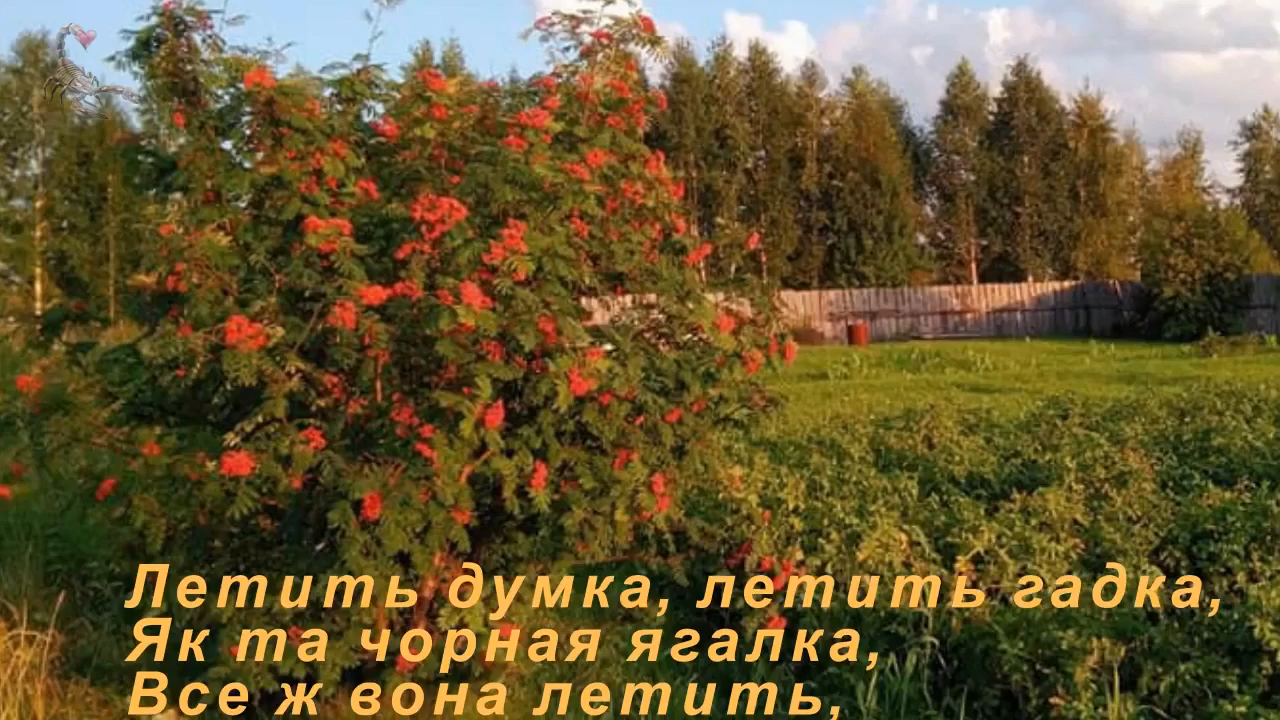 Летить думка, летить гадка,
Як та чорная ягалка,
Все ж вона летить,